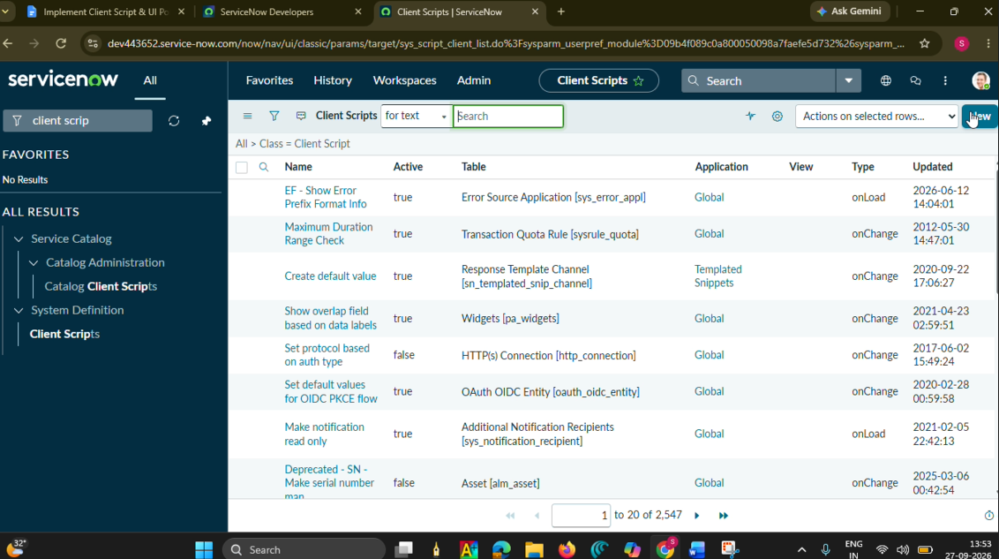 Implement Client Script & UI Po
ServiceNow Developers
Client Scripts | ServiceNow
Ask Gemini
dev443652.service-now.com/now/nav/ui/classic/params/target/sys_script_client_list.do%3Fsysparm_userpref_module%3D09b4f089c0a800050098a7faefe5d732%26sysparm_...
S
servicenow
All
Favorites
History
Workspaces
Admin
Client Scripts
Search
client scrip
Client Scripts
for text
Search
Actions on selected rows...
All > Class = Client Script
FAVORITES
No Results
ALL RESULTS
Service Catalog
Catalog Administration
Catalog Client Scripts
System Definition
Client Scripts
Name Active Table Application View Type Updated
EF - Show Error
Prefix Format Info
true
Error Source Application [sys_error_appl]
Global
onLoad
2026-06-12
14:04:01
Maximum Duration
Range Check
true
Transaction Quota Rule [sysrule_quota]
Global
onChange
2012-05-30
14:47:01
Create default value
true
Response Template Channel
[sn_templated_snip_channel]
Templated
Snippets
onChange
2020-09-22
17:06:27
Show overlap field
based on data labels
true
Widgets [pa_widgets]
Global
onChange
2021-04-23
02:59:51
Set protocol based
on auth type
false
HTTP(s) Connection [http_connection]
Global
onChange
2017-06-02
15:49:24
Set default values
for OIDC PKCE flow
true
OAuth OIDC Entity [oauth_oidc_entity]
Global
onChange
2020-02-28
00:59:58
Make notification
read only
true
Additional Notification Recipients
[sys_notification_recipient]
Global
onLoad
2021-02-05
22:42:13
Deprecated - SN -
Make serial number
false
Asset [alm_asset]
Global
onChange
2025-03-06
00:42:54
1 to 20 of 2,547
32°
Search
S
ENG
IN
13:53
27-09-2026